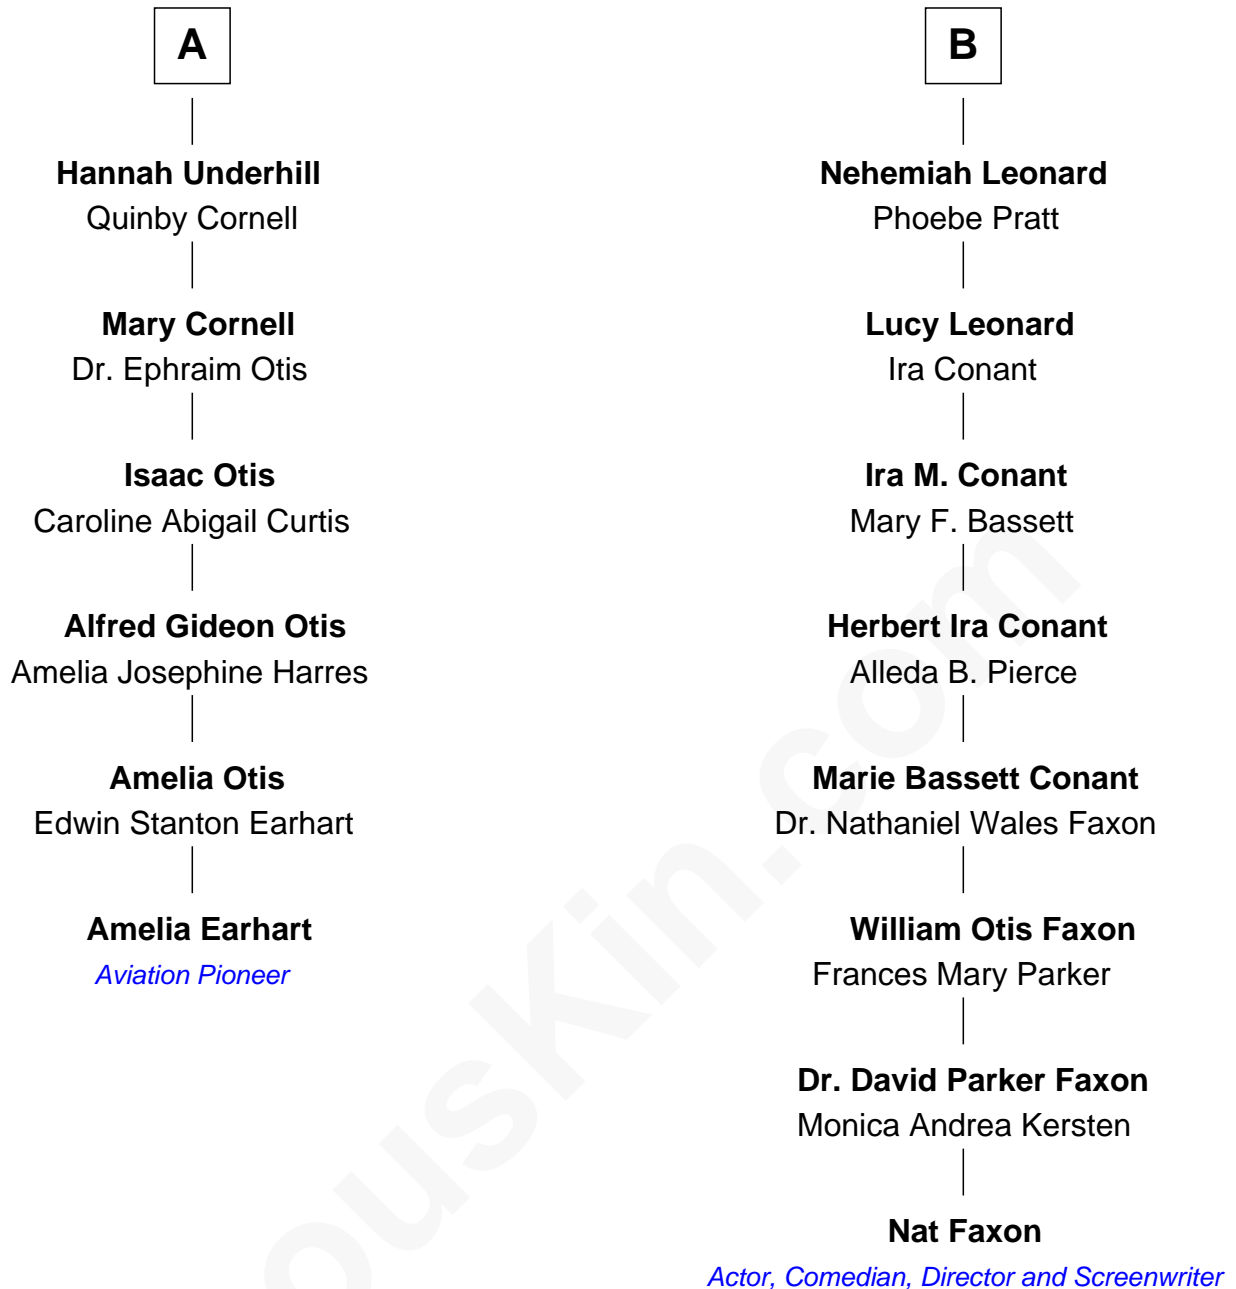 A
Hannah Underhill
Quinby Cornell
Mary Cornell
Dr. Ephraim Otis
Isaac Otis
Caroline Abigail Curtis
Alfred Gideon Otis
Amelia Josephine Harres
Amelia Otis
Edwin Stanton Earhart
Amelia Earhart
Aviation Pioneer
B
Nehemiah Leonard
Phoebe Pratt
Lucy Leonard
Ira Conant
Ira M. Conant
Mary F. Bassett
Herbert Ira Conant
Alleda B. Pierce
Marie Bassett Conant
Dr. Nathaniel Wales Faxon
William Otis Faxon
Frances Mary Parker
Dr. David Parker Faxon
Monica Andrea Kersten
Nat Faxon
Actor, Comedian, Director and Screenwriter
ousKin.com